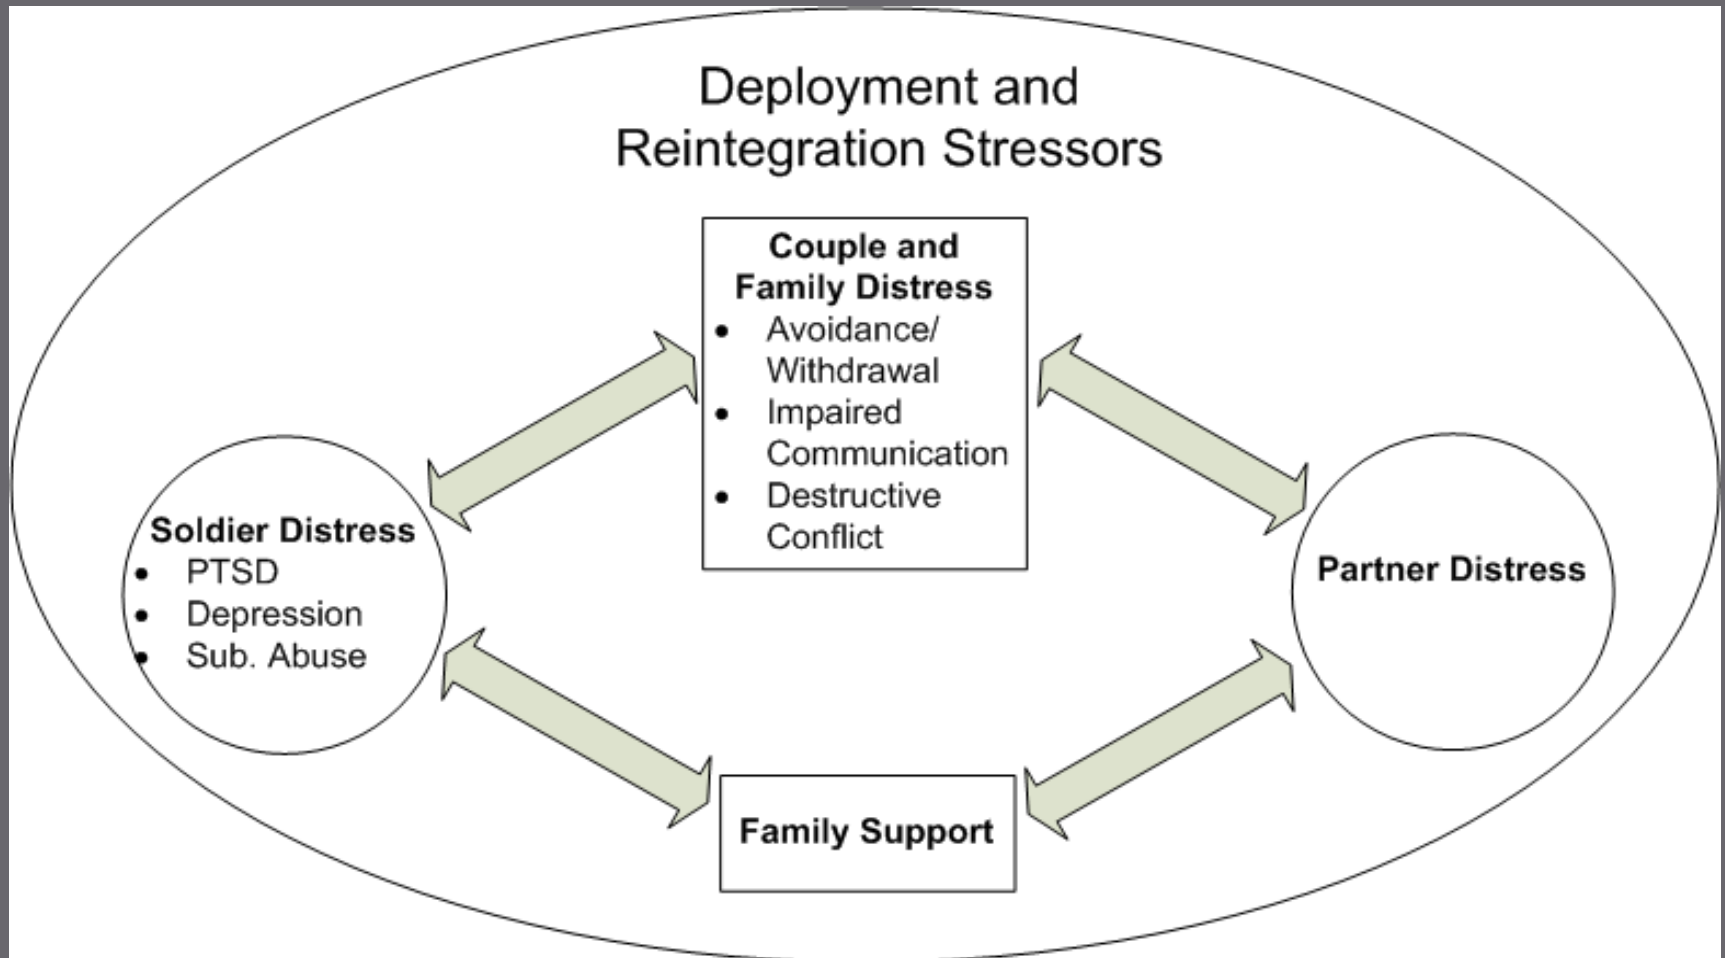 Deployment and
Reintegration Stressors
Couple and
Family Distress
• Avoidance/
Withdrawal
• Impaired
Communication
• Destructive
Conflict
Soldier Distress
• PTSD
• Depression
• Sub. Abuse
Partner Distress
Family Support